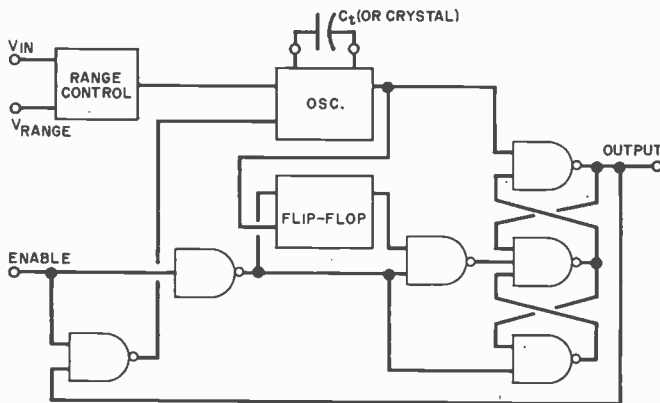 Ct (OR CRYSTAL)
VIN
RANGE
CONTROL
OSC.
VRANGE
OUTPUT
FLIP-FLOP
ENABLE